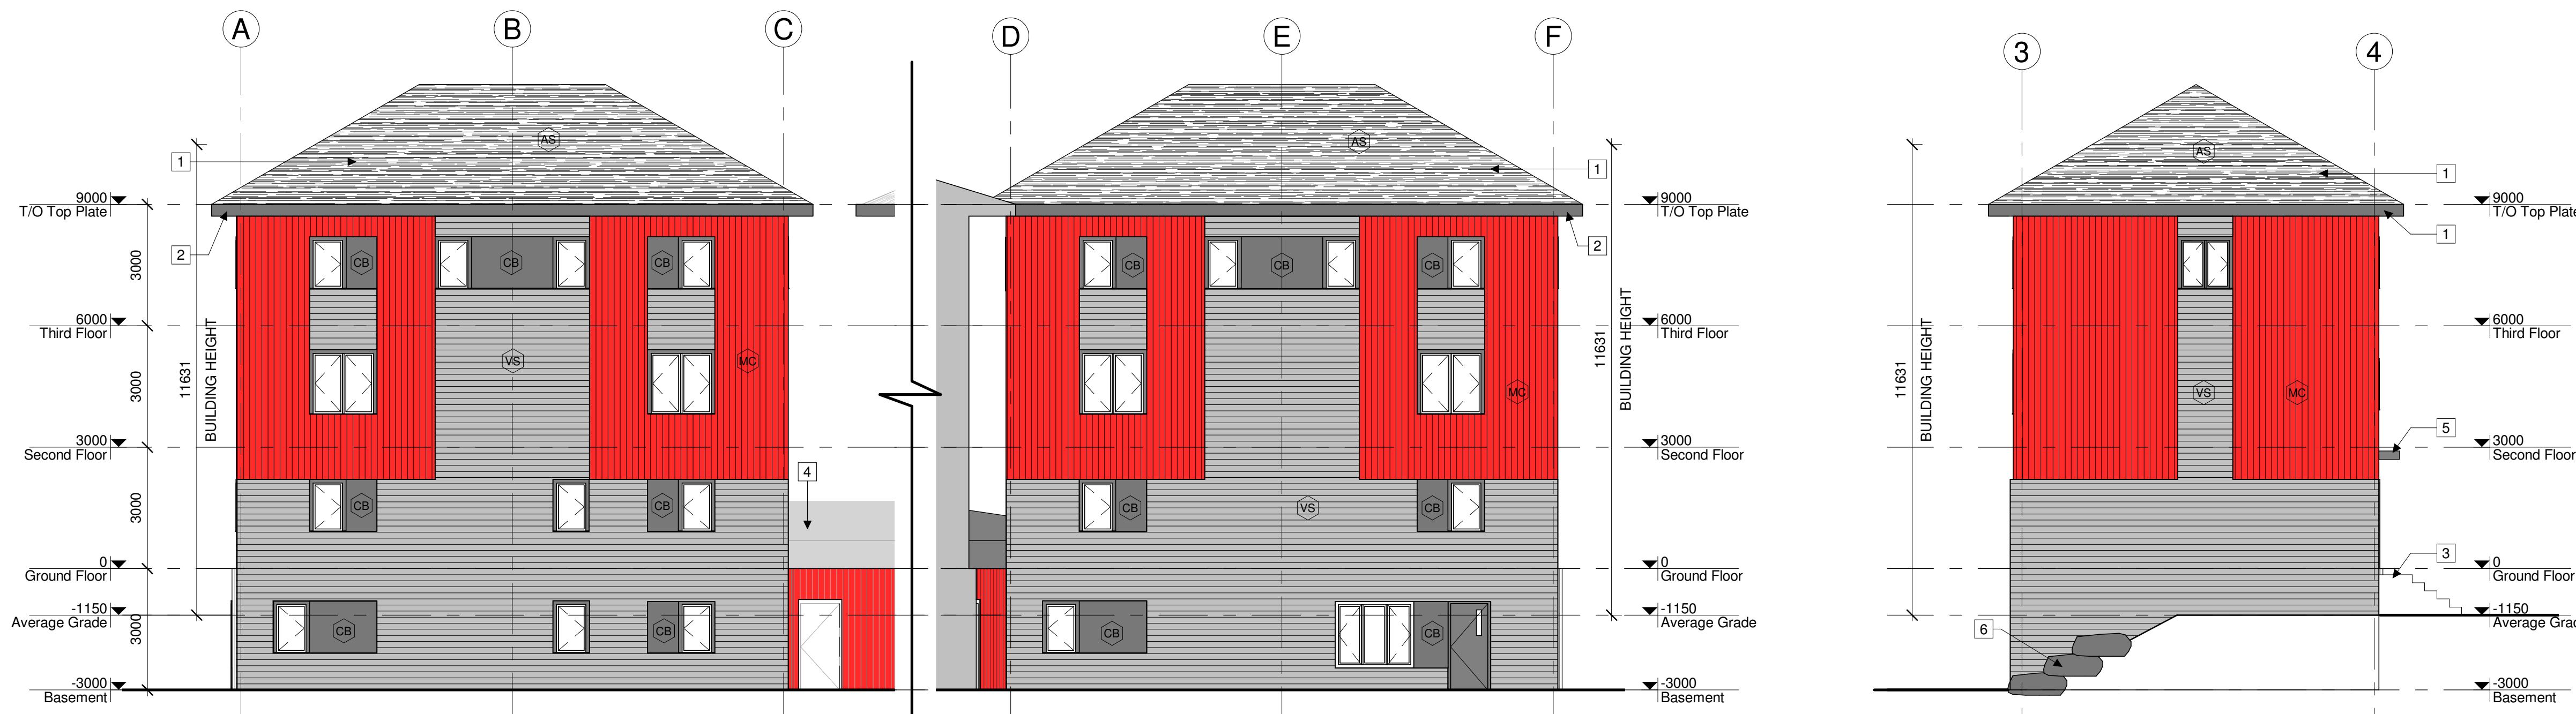 A
B
C
D
E
F
3
4
AS
AS
AS
1
1
1
9000
T/O Top Plate
9000
T/O Top Plate
9000
T/O Plate
2
2
1
3000
CB
CB
CB
CB
CB
CB
6000
Third Floor
6000
Third Floor
6000
Third Floor
3000
11631
BUILDING HEIGHT
VS
MC
11631
BUILDING HEIGHT
MC
11631
BUILDING HEIGHT
VS
MC
3000
Second Floor
3000
Second Floor
5
3000
Second Floor
4
3000
CB
CB
CB
VS
CB
0
Ground Floor
0
Ground Floor
3
0
Ground Floor
-1150
Average Grade
-1150
Average Grade
-1150
Average Grad
3000
CB
CB
CB
CB
6
-3000
Basement
-3000
Basement
-3000
Basement